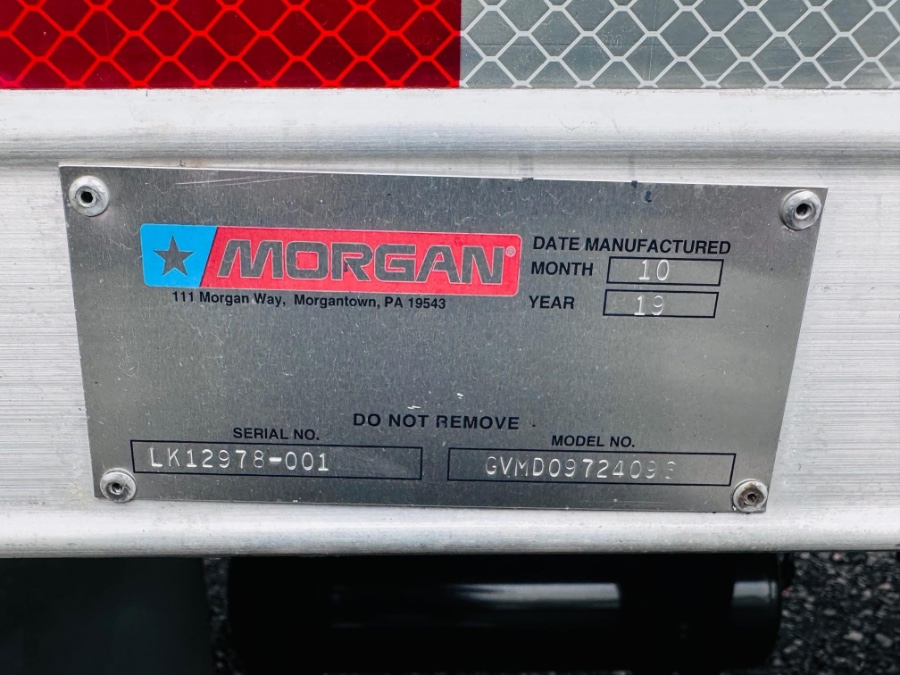 MORGAN®
111 Morgan Way, Morgantown, PA 19543
DATE MANUFACTURED
MONTH 10
YEAR 19
DO NOT REMOVE
SERIAL NO.
LK12978-001
MODEL NO.